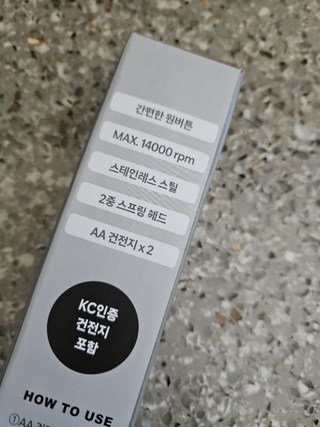 간편한 원버튼
MAX. 14000 rpm
스테인레스 스틸
2중 스프링 헤드
AA 건전지 x 2
KC인증
건전지
포함
HOW TO USE
①AA